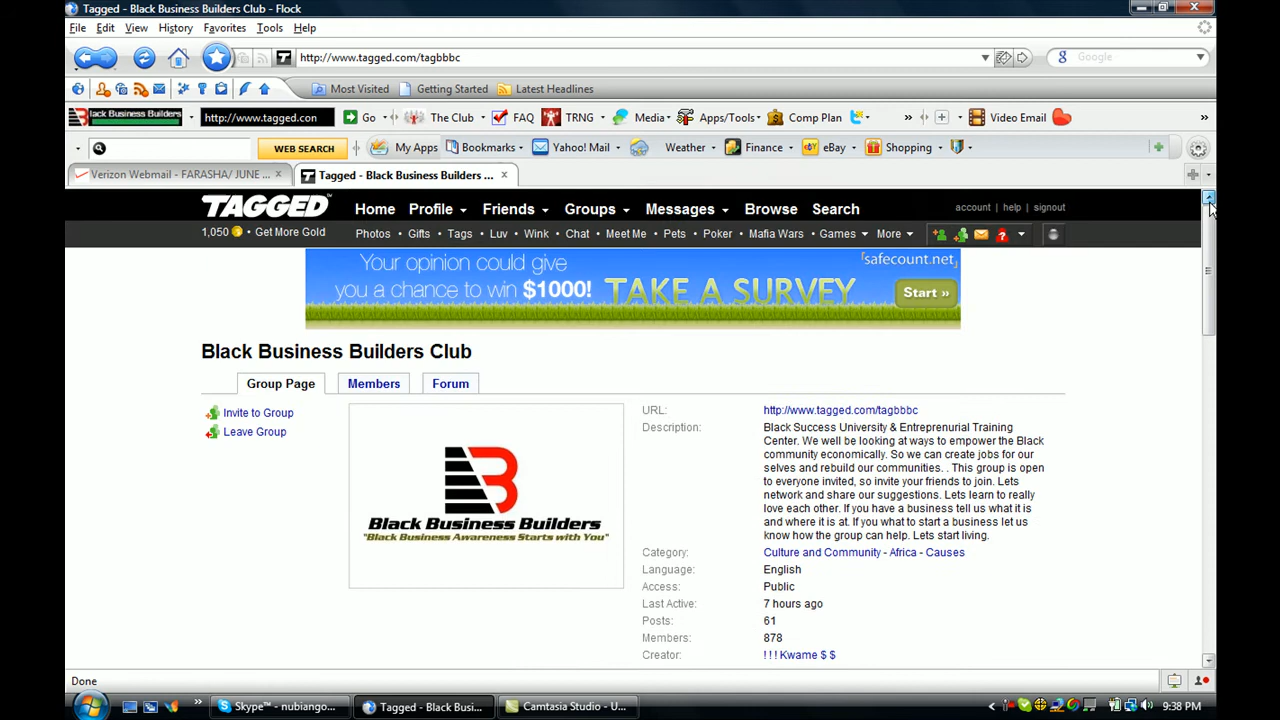 Tagged - Black Business Builders Club - Flock
File Edit View History Favorites Tools Help
http://www.tagged.com/tagbbbc Google
Most Visited Getting Started Latest Headlines
lack Business Builders http://www.tagged.con Go The Club FAQ TRNG Media Apps/Tools Comp Plan » Video Email »
WEB SEARCH My Apps Bookmarks Yahoo! Mail Weather Finance eBay Shopping
Verizon Webmail - FARASHA/ JUNE ... Tagged - Black Business Builders ...
TAGGED Home Profile Friends Groups Messages Browse Search account | help | signout
1,050 Get More Gold Photos · Gifts · Tags · Luv · Wink · Chat · Meet Me · Pets · Poker · Mafia Wars · Games More
Your opinion could give
you a chance to win $1000! TAKE A SURVEY safecount.net Start »
Black Business Builders Club
Group Page Members Forum
Invite to Group
Leave Group
B
Black Business Builders
"Black Business Awareness Starts with You"
URL: http://www.tagged.com/tagbbbc
Description: Black Success University & Entreprenurial Training
Center. We well be looking at ways to empower the Black
community economically. So we can create jobs for our
selves and rebuild our communities. . This group is open
to everyone invited, so invite your friends to join. Lets
network and share our suggestions. Lets learn to really
love each other. If you have a business tell us what it is
and where it is at. If you what to start a business let us
know how the group can help. Lets start living.
Category: Culture and Community - Africa - Causes
Language: English
Access: Public
Last Active: 7 hours ago
Posts: 61
Members: 878
Creator: ! ! ! Kwame $ $
Done
» Skype™ - nubiango... Tagged - Black Busi... Camtasia Studio - U... 9:38 PM